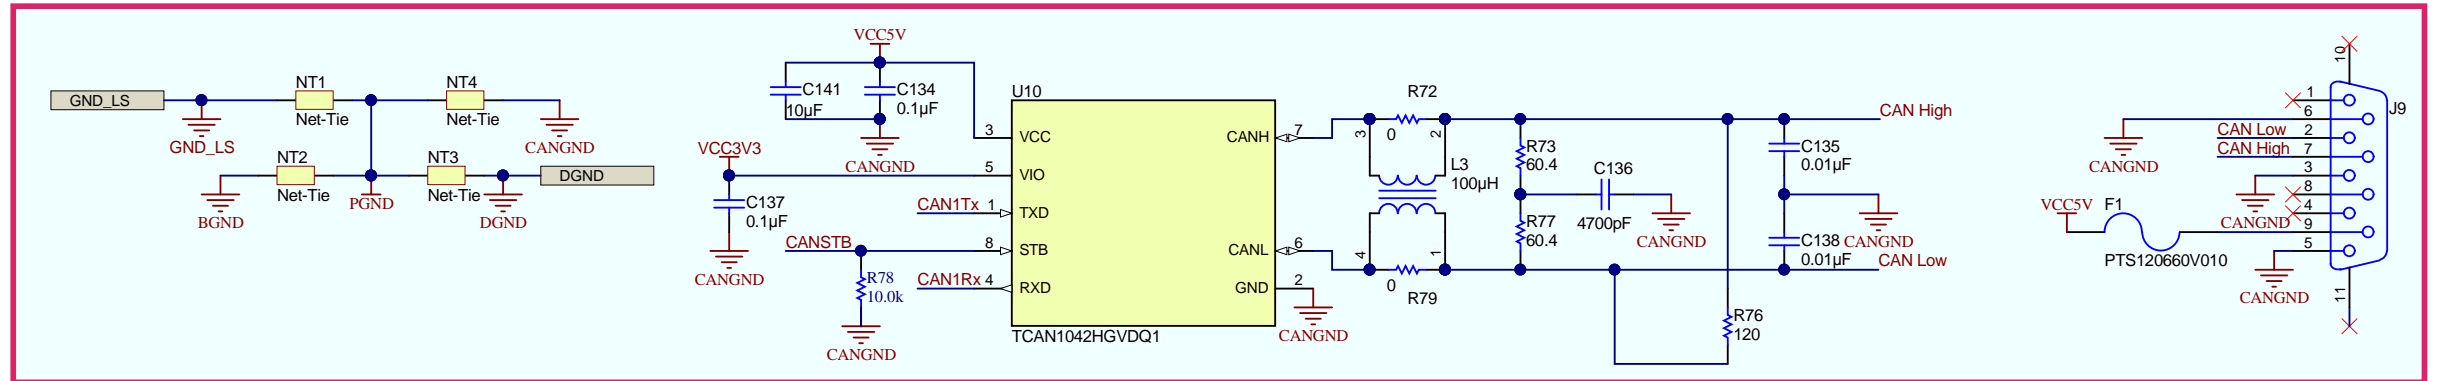 GND_LS
GND_LS
NT1
Net-Tie
NT4
Net-Tie
CANGND
NT2
Net-Tie
BGND
PGND
NT3
Net-Tie
DGND
DGND
VCC5V
C141
10µF
C134
0.1µF
CANGND
VCC3V3
C137
0.1µF
CANGND
CAN1Tx
CANSTB
R78
10.0k
CANGND
CAN1Rx
U10
3 VCC
5 VIO
1 TXD
8 STB
4 RXD
CANH 7
CANL 6
GND 2
TCAN1042HGVDQ1
CANGND
R72
0
3
2
L3
100µH
4
1
0
R79
R73
60.4
R77
60.4
C136
4700pF
CANGND
R76
120
CAN High
C135
0.01µF
C138
0.01µF
CANGND
CAN Low
VCC5V
F1
PTS120660V010
CANGND
CAN Low
CAN High
CANGND
CANGND
10
1
6
2
7
3
8
4
9
5
11
J9